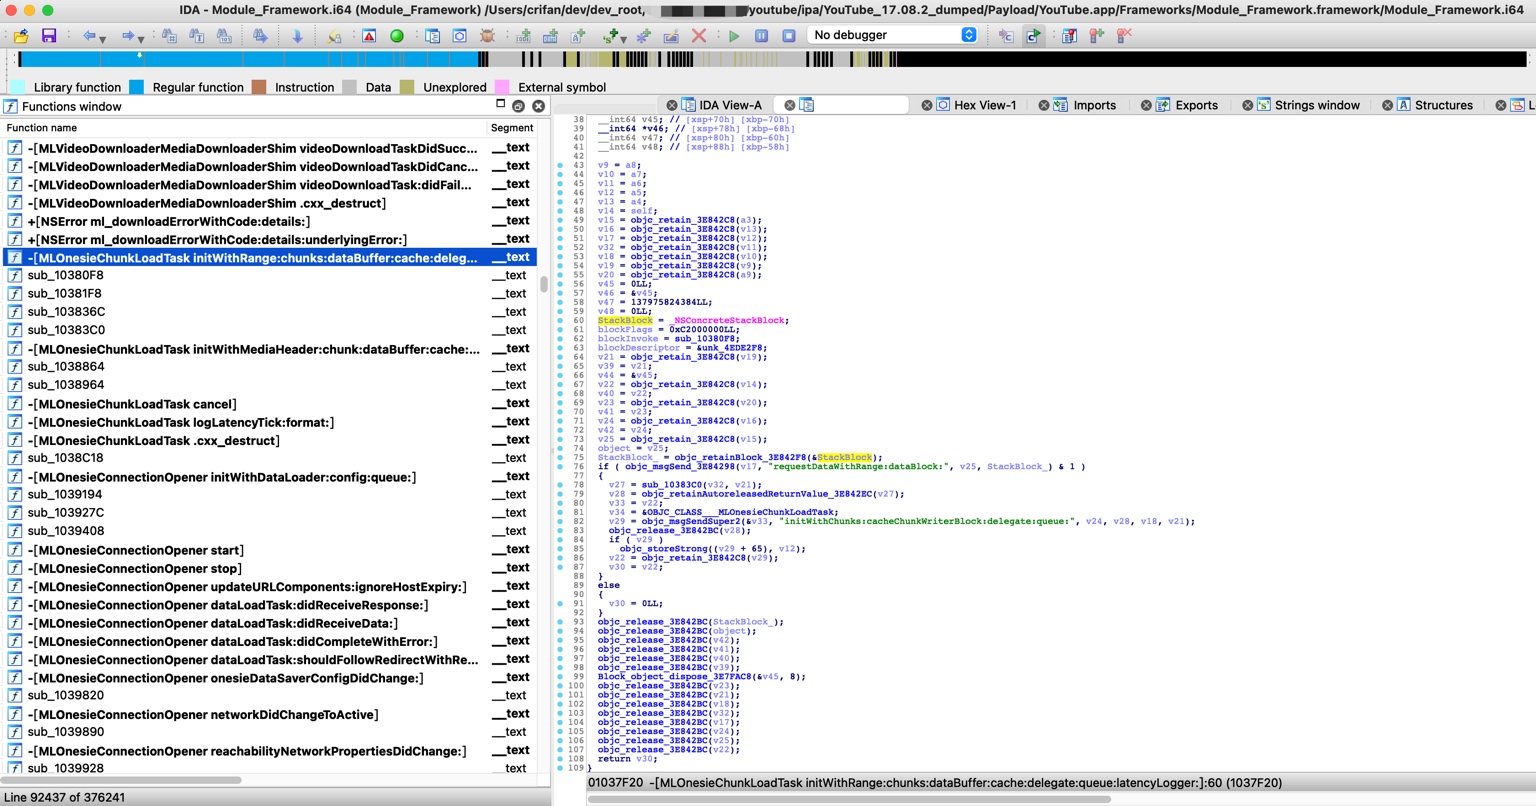 IDA - Module_Framework.i64 (Module_Framework) /Users/crifan/dev/dev_root, /youtube/ipa/YouTube_17.08.2_dumped/Payload/YouTube.app/Frameworks/Module_Framework.framework/Module_Framework.i64
No debugger
Library function Regular function Instruction Data Unexplored External symbol
Functions window
IDA View-A Hex View-1 Imports Exports Strings window Structures
Function name Segment
-[MLVideoDownloaderMediaDownloaderShim videoDownloadTaskDidSucc... __text
-[MLVideoDownloaderMediaDownloaderShim videoDownloadTaskDidCanc... __text
-[MLVideoDownloaderMediaDownloaderShim videoDownloadTask:didFail... __text
-[MLVideoDownloaderMediaDownloaderShim .cxx_destruct] __text
+[NSError ml_downloadErrorWithCode:details:] __text
+[NSError ml_downloadErrorWithCode:details:underlyingError:] __text
-[MLOnesieChunkLoadTask initWithRange:chunks:dataBuffer:cache:deleg... __text
sub_10380F8 __text
sub_10381F8 __text
sub_103836C __text
sub_10383C0 __text
-[MLOnesieChunkLoadTask initWithMediaHeader:chunk:dataBuffer:cache:... __text
sub_1038864 __text
sub_1038964 __text
-[MLOnesieChunkLoadTask cancel] __text
-[MLOnesieChunkLoadTask logLatencyTick:format:] __text
-[MLOnesieChunkLoadTask .cxx_destruct] __text
sub_1038C18 __text
-[MLOnesieConnectionOpener initWithDataLoader:config:queue:] __text
sub_1039194 __text
sub_103927C __text
sub_1039408 __text
-[MLOnesieConnectionOpener start] __text
-[MLOnesieConnectionOpener stop] __text
-[MLOnesieConnectionOpener updateURLComponents:ignoreHostExpiry:] __text
-[MLOnesieConnectionOpener dataLoadTask:didReceiveResponse:] __text
-[MLOnesieConnectionOpener dataLoadTask:didReceiveData:] __text
-[MLOnesieConnectionOpener dataLoadTask:didCompleteWithError:] __text
-[MLOnesieConnectionOpener dataLoadTask:shouldFollowRedirectWithRe... __text
-[MLOnesieConnectionOpener onesieDataSaverConfigDidChange:] __text
sub_1039820 __text
-[MLOnesieConnectionOpener networkDidChangeToActive] __text
sub_1039890 __text
-[MLOnesieConnectionOpener reachabilityNetworkPropertiesDidChange:] __text
sub_1039928 __text
Line 92437 of 376241
38 __int64 v45; // [xsp+70h] [xbp-70h]
39 __int64 *v46; // [xsp+78h] [xbp-68h]
40 __int64 v47; // [xsp+80h] [xbp-60h]
41 __int64 v48; // [xsp+88h] [xbp-58h]
42
43 v9 = a8;
44 v10 = a7;
45 v11 = a6;
46 v12 = a5;
47 v13 = a4;
48 v14 = self;
49 v15 = objc_retain_3E842C8(a3);
50 v16 = objc_retain_3E842C8(v13);
51 v17 = objc_retain_3E842C8(v12);
52 v32 = objc_retain_3E842C8(v11);
53 v18 = objc_retain_3E842C8(v10);
54 v19 = objc_retain_3E842C8(v9);
55 v20 = objc_retain_3E842C8(a9);
56 v45 = 0LL;
57 v46 = &v45;
58 v47 = 137975824384LL;
59 v48 = 0LL;
60 StackBlock = _NSConcreteStackBlock;
61 blockFlags = 0xC2000000LL;
62 blockInvoke = sub_10380F8;
63 blockDescriptor = &unk_4EDE2F8;
64 v21 = objc_retain_3E842C8(v19);
65 v39 = v21;
66 v44 = &v45;
67 v22 = objc_retain_3E842C8(v14);
68 v40 = v22;
69 v23 = objc_retain_3E842C8(v20);
70 v41 = v23;
71 v24 = objc_retain_3E842C8(v16);
72 v42 = v24;
73 v25 = objc_retain_3E842C8(v15);
74 object = v25;
75 StackBlock_ = objc_retainBlock_3E842F8(&StackBlock);
76 if ( objc_msgSend_3E84298(v17, "requestDataWithRange:dataBlock:", v25, StackBlock_) & 1 )
77 {
78 v27 = sub_10383C0(v32, v21);
79 v28 = objc_retainAutoreleasedReturnValue_3E842EC(v27);
80 v33 = v22;
81 v34 = &OBJC_CLASS___MLOnesieChunkLoadTask;
82 v29 = objc_msgSendSuper2(&v33, "initWithChunks:cacheChunkWriterBlock:delegate:queue:", v24, v28, v18, v21);
83 objc_release_3E842BC(v28);
84 if ( v29 )
85 objc_storeStrong((v29 + 65), v12);
86 v22 = objc_retain_3E842C8(v29);
87 v30 = v22;
88 }
89 else
90 {
91 v30 = 0LL;
92 }
93 objc_release_3E842BC(StackBlock_);
94 objc_release_3E842BC(object);
95 objc_release_3E842BC(v42);
96 objc_release_3E842BC(v41);
97 objc_release_3E842BC(v40);
98 objc_release_3E842BC(v39);
99 Block_object_dispose_3E7FAC8(&v45, 8);
100 objc_release_3E842BC(v23);
101 objc_release_3E842BC(v21);
102 objc_release_3E842BC(v18);
103 objc_release_3E842BC(v32);
104 objc_release_3E842BC(v17);
105 objc_release_3E842BC(v24);
106 objc_release_3E842BC(v25);
107 objc_release_3E842BC(v22);
108 return v30;
109 }
01037F20 -[MLOnesieChunkLoadTask initWithRange:chunks:dataBuffer:cache:delegate:queue:latencyLogger:]:60 (1037F20)